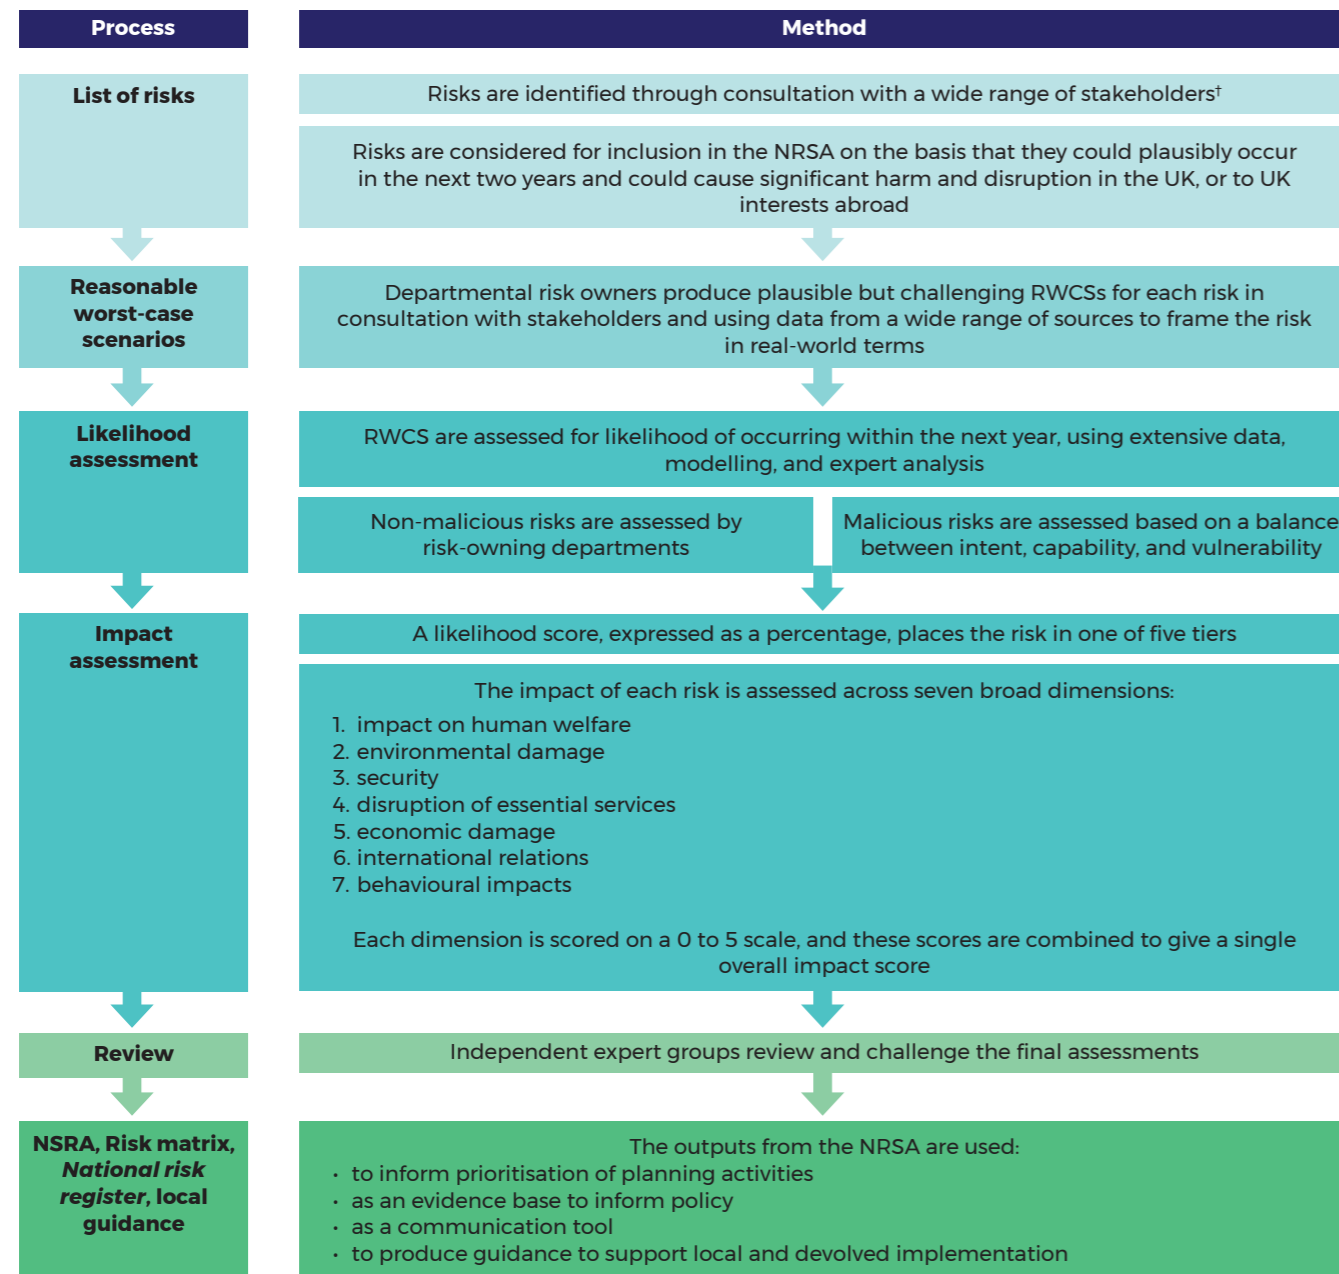 Process
Method
List of risks
Risks are identified through consultation with a wide range of stakeholders†
Risks are considered for inclusion in the NRSA on the basis that they could plausibly occur
in the next two years and could cause significant harm and disruption in the UK, or to UK
interests abroad
Reasonable
worst-case
scenarios
Departmental risk owners produce plausible but challenging RWCSs for each risk in
consultation with stakeholders and using data from a wide range of sources to frame the risk
in real-world terms
Likelihood
assessment
RWCS are assessed for likelihood of occurring within the next year, using extensive data,
modelling, and expert analysis
Non-malicious risks are assessed by
risk-owning departments
Malicious risks are assessed based on a balance
between intent, capability, and vulnerability
Impact
assessment
A likelihood score, expressed as a percentage, places the risk in one of five tiers
The impact of each risk is assessed across seven broad dimensions:
1. impact on human welfare
2. environmental damage
3. security
4. disruption of essential services
5. economic damage
6. international relations
7. behavioural impacts
Each dimension is scored on a 0 to 5 scale, and these scores are combined to give a single
overall impact score
Review
Independent expert groups review and challenge the final assessments
NSRA, Risk matrix,
National risk
register, local
guidance
The outputs from the NRSA are used:
• to inform prioritisation of planning activities
• as an evidence base to inform policy
• as a communication tool
• to produce guidance to support local and devolved implementation